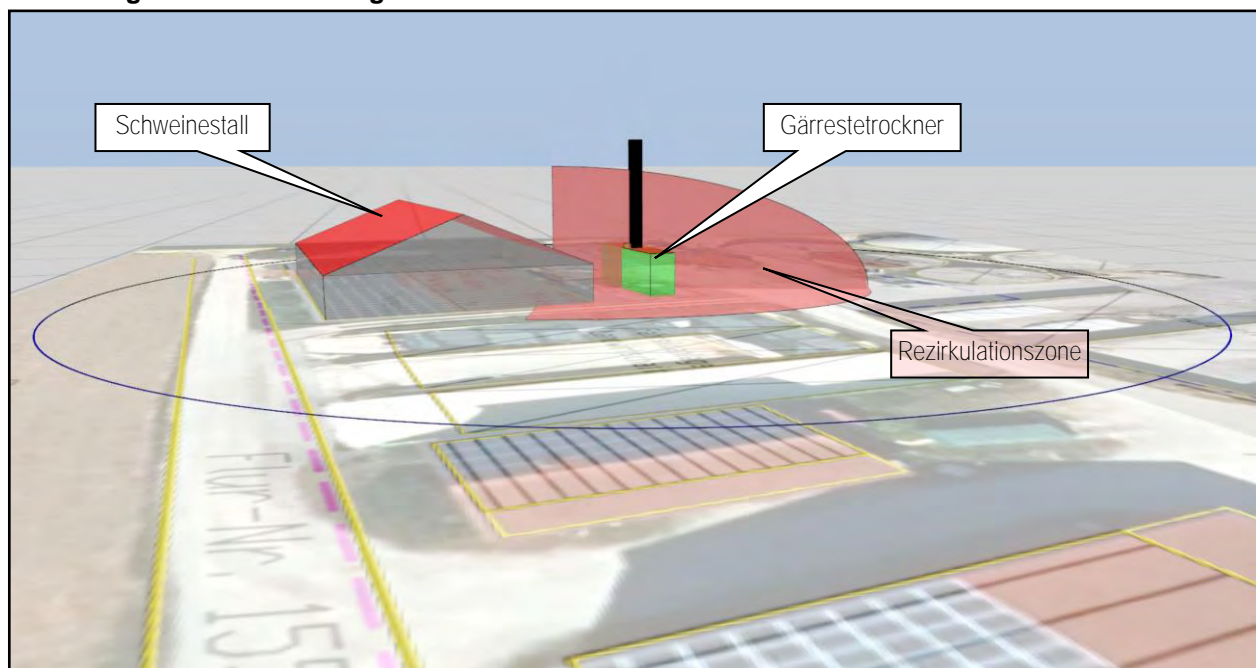 Schweinestall
Gärrestetrockner
Rezirkulationszone
Flur-Nr. 15